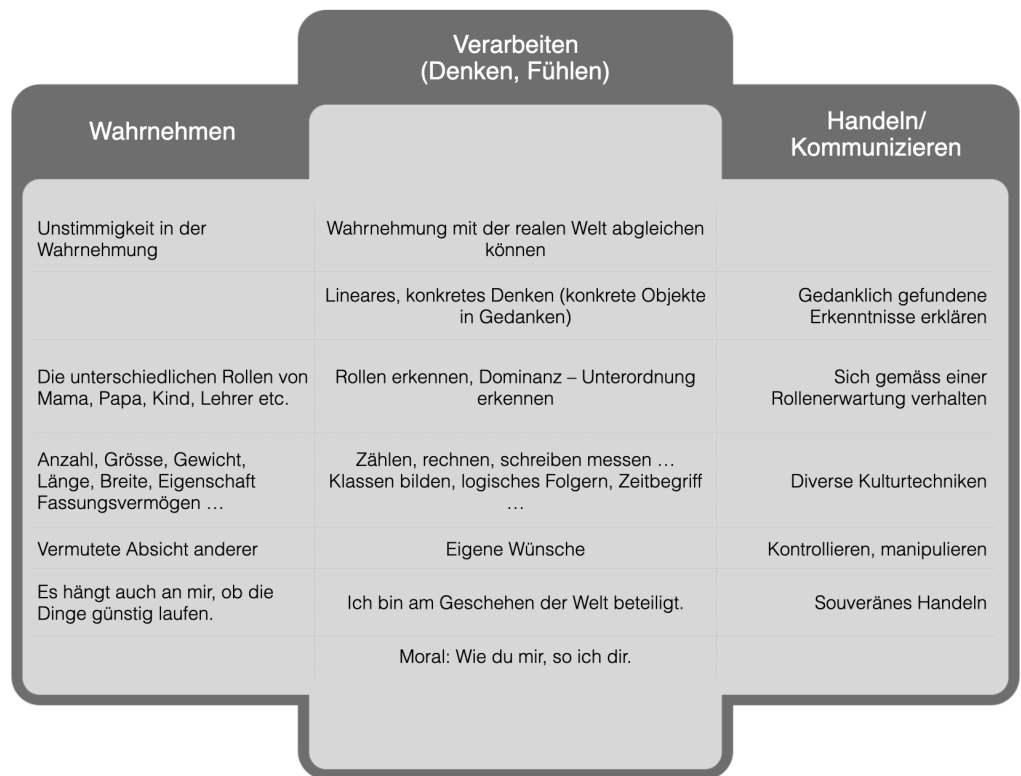 Verarbeiten
(Denken, Fühlen)
Wahrnehmen
Handeln/
Kommunizieren
Unstimmigkeit in der
Wahrnehmung
Wahrnehmung mit der realen Welt abgleichen
können
Lineares, konkretes Denken (konkrete Objekte
in Gedanken)
Gedanklich gefundene
Erkenntnisse erklären
Die unterschiedlichen Rollen von
Mama, Papa, Kind, Lehrer etc.
Rollen erkennen, Dominanz – Unterordnung
erkennen
Sich gemäss einer
Rollenerwartung verhalten
Anzahl, Grösse, Gewicht,
Länge, Breite, Eigenschaft
Fassungsvermögen …
Zählen, rechnen, schreiben messen …
Klassen bilden, logisches Folgern, Zeitbegriff
…
Diverse Kulturtechniken
Vermutete Absicht anderer
Eigene Wünsche
Kontrollieren, manipulieren
Es hängt auch an mir, ob die
Dinge günstig laufen.
Ich bin am Geschehen der Welt beteiligt.
Souveränes Handeln
Moral: Wie du mir, so ich dir.